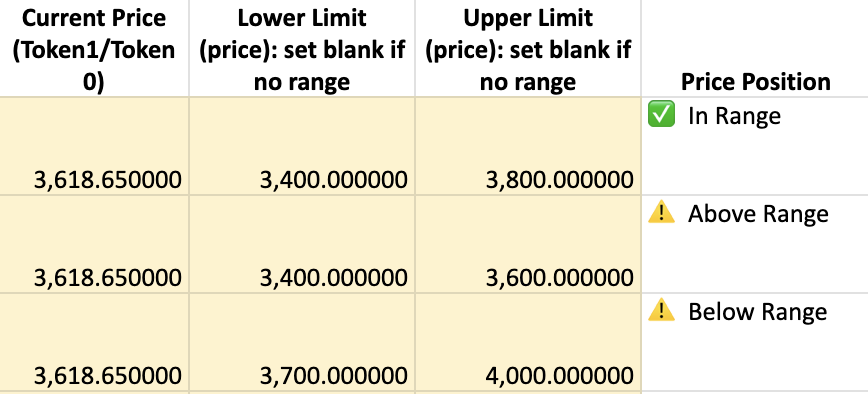 Current Price
(Token1/Token
0)
Lower Limit
(price): set blank if
no range
Upper Limit
(price): set blank if
no range
Price Position
3,618.650000 3,400.000000 3,800.000000 ✅ In Range
3,618.650000 3,400.000000 3,600.000000 ⚠️ Above Range
3,618.650000 3,700.000000 4,000.000000 ⚠️ Below Range